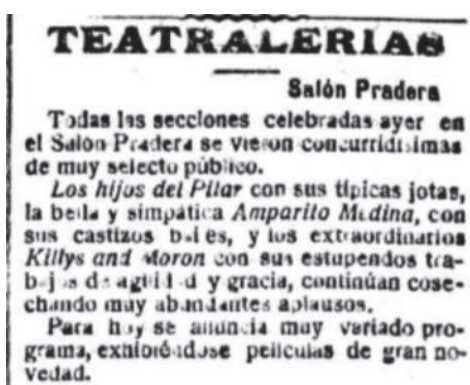 TEATRALERIAS
Salón Pradera
Todas las secciones celebradas ayer en
el Salón Pradera se vieron concurridisimas
de muy selecto público.
Los hijos del Pilar con sus típicas jotas,
la bella y simpática Amparito Medina, con
sus castizos bailes, y los extraordinarios
Killys and Moron con sus estupendos tra-
bajos de agilidad y gracia, continúan cose-
chando muy abundantes aplausos.
Para hoy se anuncia muy variado pro-
grama, exhibiéndose peliculas de gran no-
vedad.